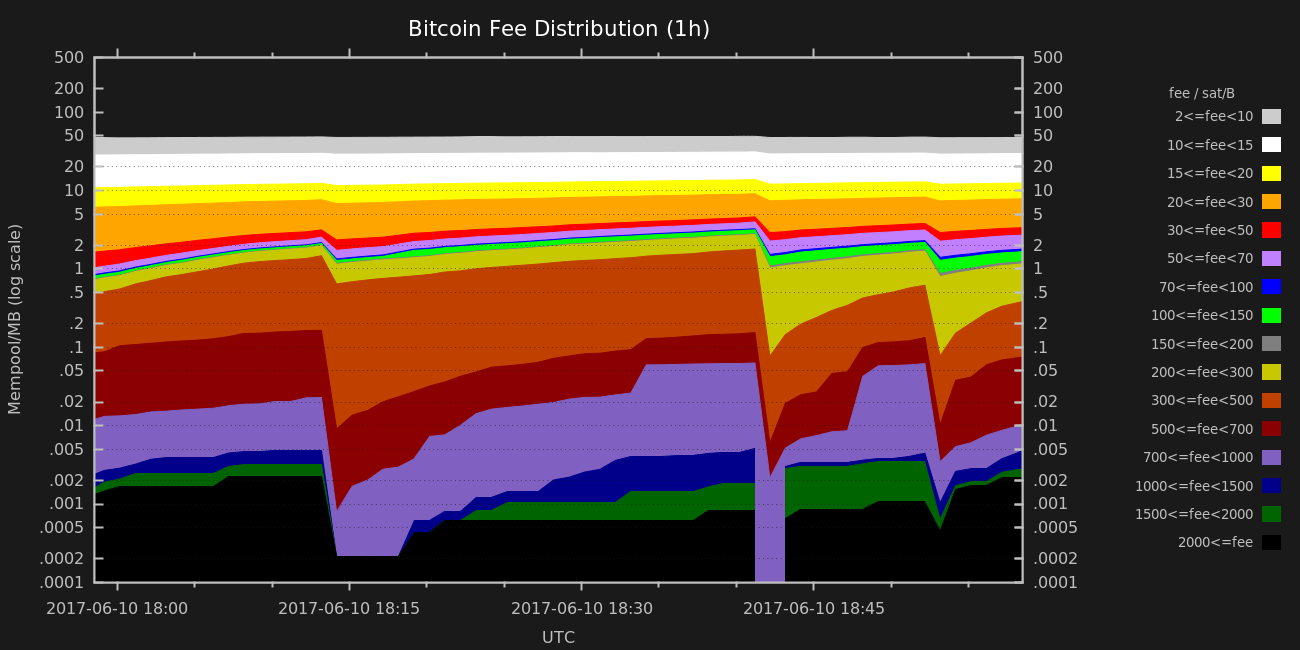 Bitcoin Fee Distribution (1h)
Mempool/MB (log scale)
500
200
100
50
20
10
5
2
1
.5
.2
.1
.05
.02
.01
.005
.002
.001
.0005
.0002
.0001
500
200
100
50
20
10
5
2
1
.5
.2
.1
.05
.02
.01
.005
.002
.001
.0005
.0002
.0001
2017-06-10 18:00
2017-06-10 18:15
2017-06-10 18:30
2017-06-10 18:45
UTC
fee / sat/B
2<=fee<10
10<=fee<15
15<=fee<20
20<=fee<30
30<=fee<50
50<=fee<70
70<=fee<100
100<=fee<150
150<=fee<200
200<=fee<300
300<=fee<500
500<=fee<700
700<=fee<1000
1000<=fee<1500
1500<=fee<2000
2000<=fee